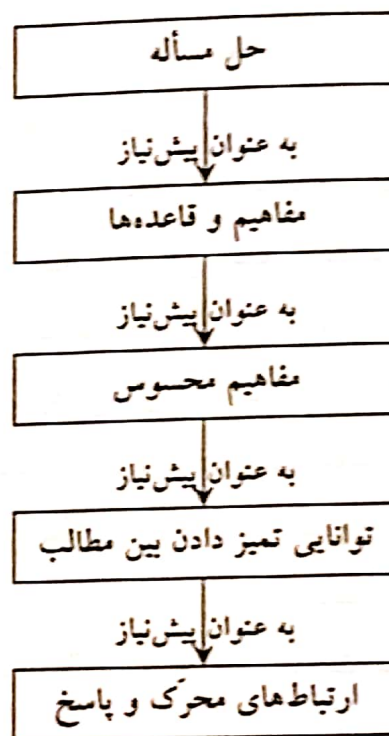 حل مسأله
به عنوان پیش‌نیاز
مفاهیم و قاعده‌ها
به عنوان پیش‌نیاز
مفاهیم محسوس
به عنوان پیش‌نیاز
توانایی تمیز دادن بین مطالب
به عنوان پیش‌نیاز
ارتباط‌های محرّک و پاسخ